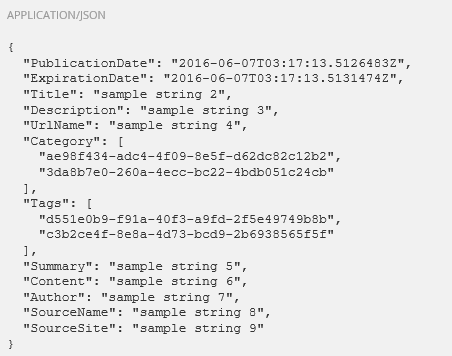 APPLICATION/JSON
{
  "PublicationDate": "2016-06-07T03:17:13.5126483Z",
  "ExpirationDate": "2016-06-07T03:17:13.5131474Z",
  "Title": "sample string 2",
  "Description": "sample string 3",
  "UrlName": "sample string 4",
  "Category": [
    "ae98f434-adc4-4f09-8e5f-d62dc82c12b2",
    "3da8b7e0-260a-4ecc-bc22-4bdb051c24cb"
  ],
  "Tags": [
    "d551e0b9-f91a-40f3-a9fd-2f5e49749b8b",
    "c3b2ce4f-8e8a-4d73-bcd9-2b6938565f5f"
  ],
  "Summary": "sample string 5",
  "Content": "sample string 6",
  "Author": "sample string 7",
  "SourceName": "sample string 8",
  "SourceSite": "sample string 9"
}